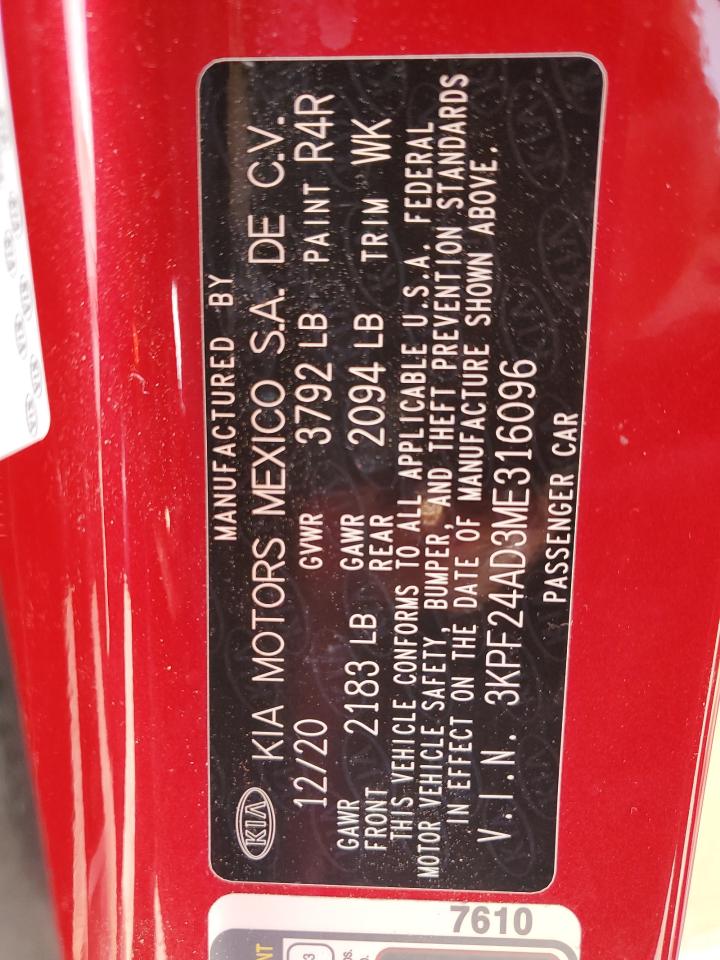 MANUFACTURED BY
KIA KIA MOTORS MEXICO S.A. DE C.V.
12/20 GVWR 3792 LB PAINT R4R
GAWR FRONT 2183 LB GAWR REAR 2094 LB TRIM WK
THIS VEHICLE CONFORMS TO ALL APPLICABLE U.S.A. FEDERAL
MOTOR VEHICLE SAFETY, BUMPER, AND THEFT PREVENTION STANDARDS
IN EFFECT ON THE DATE OF MANUFACTURE SHOWN ABOVE.
V.I.N. 3KPF24AD3ME316096
PASSENGER CAR
7610